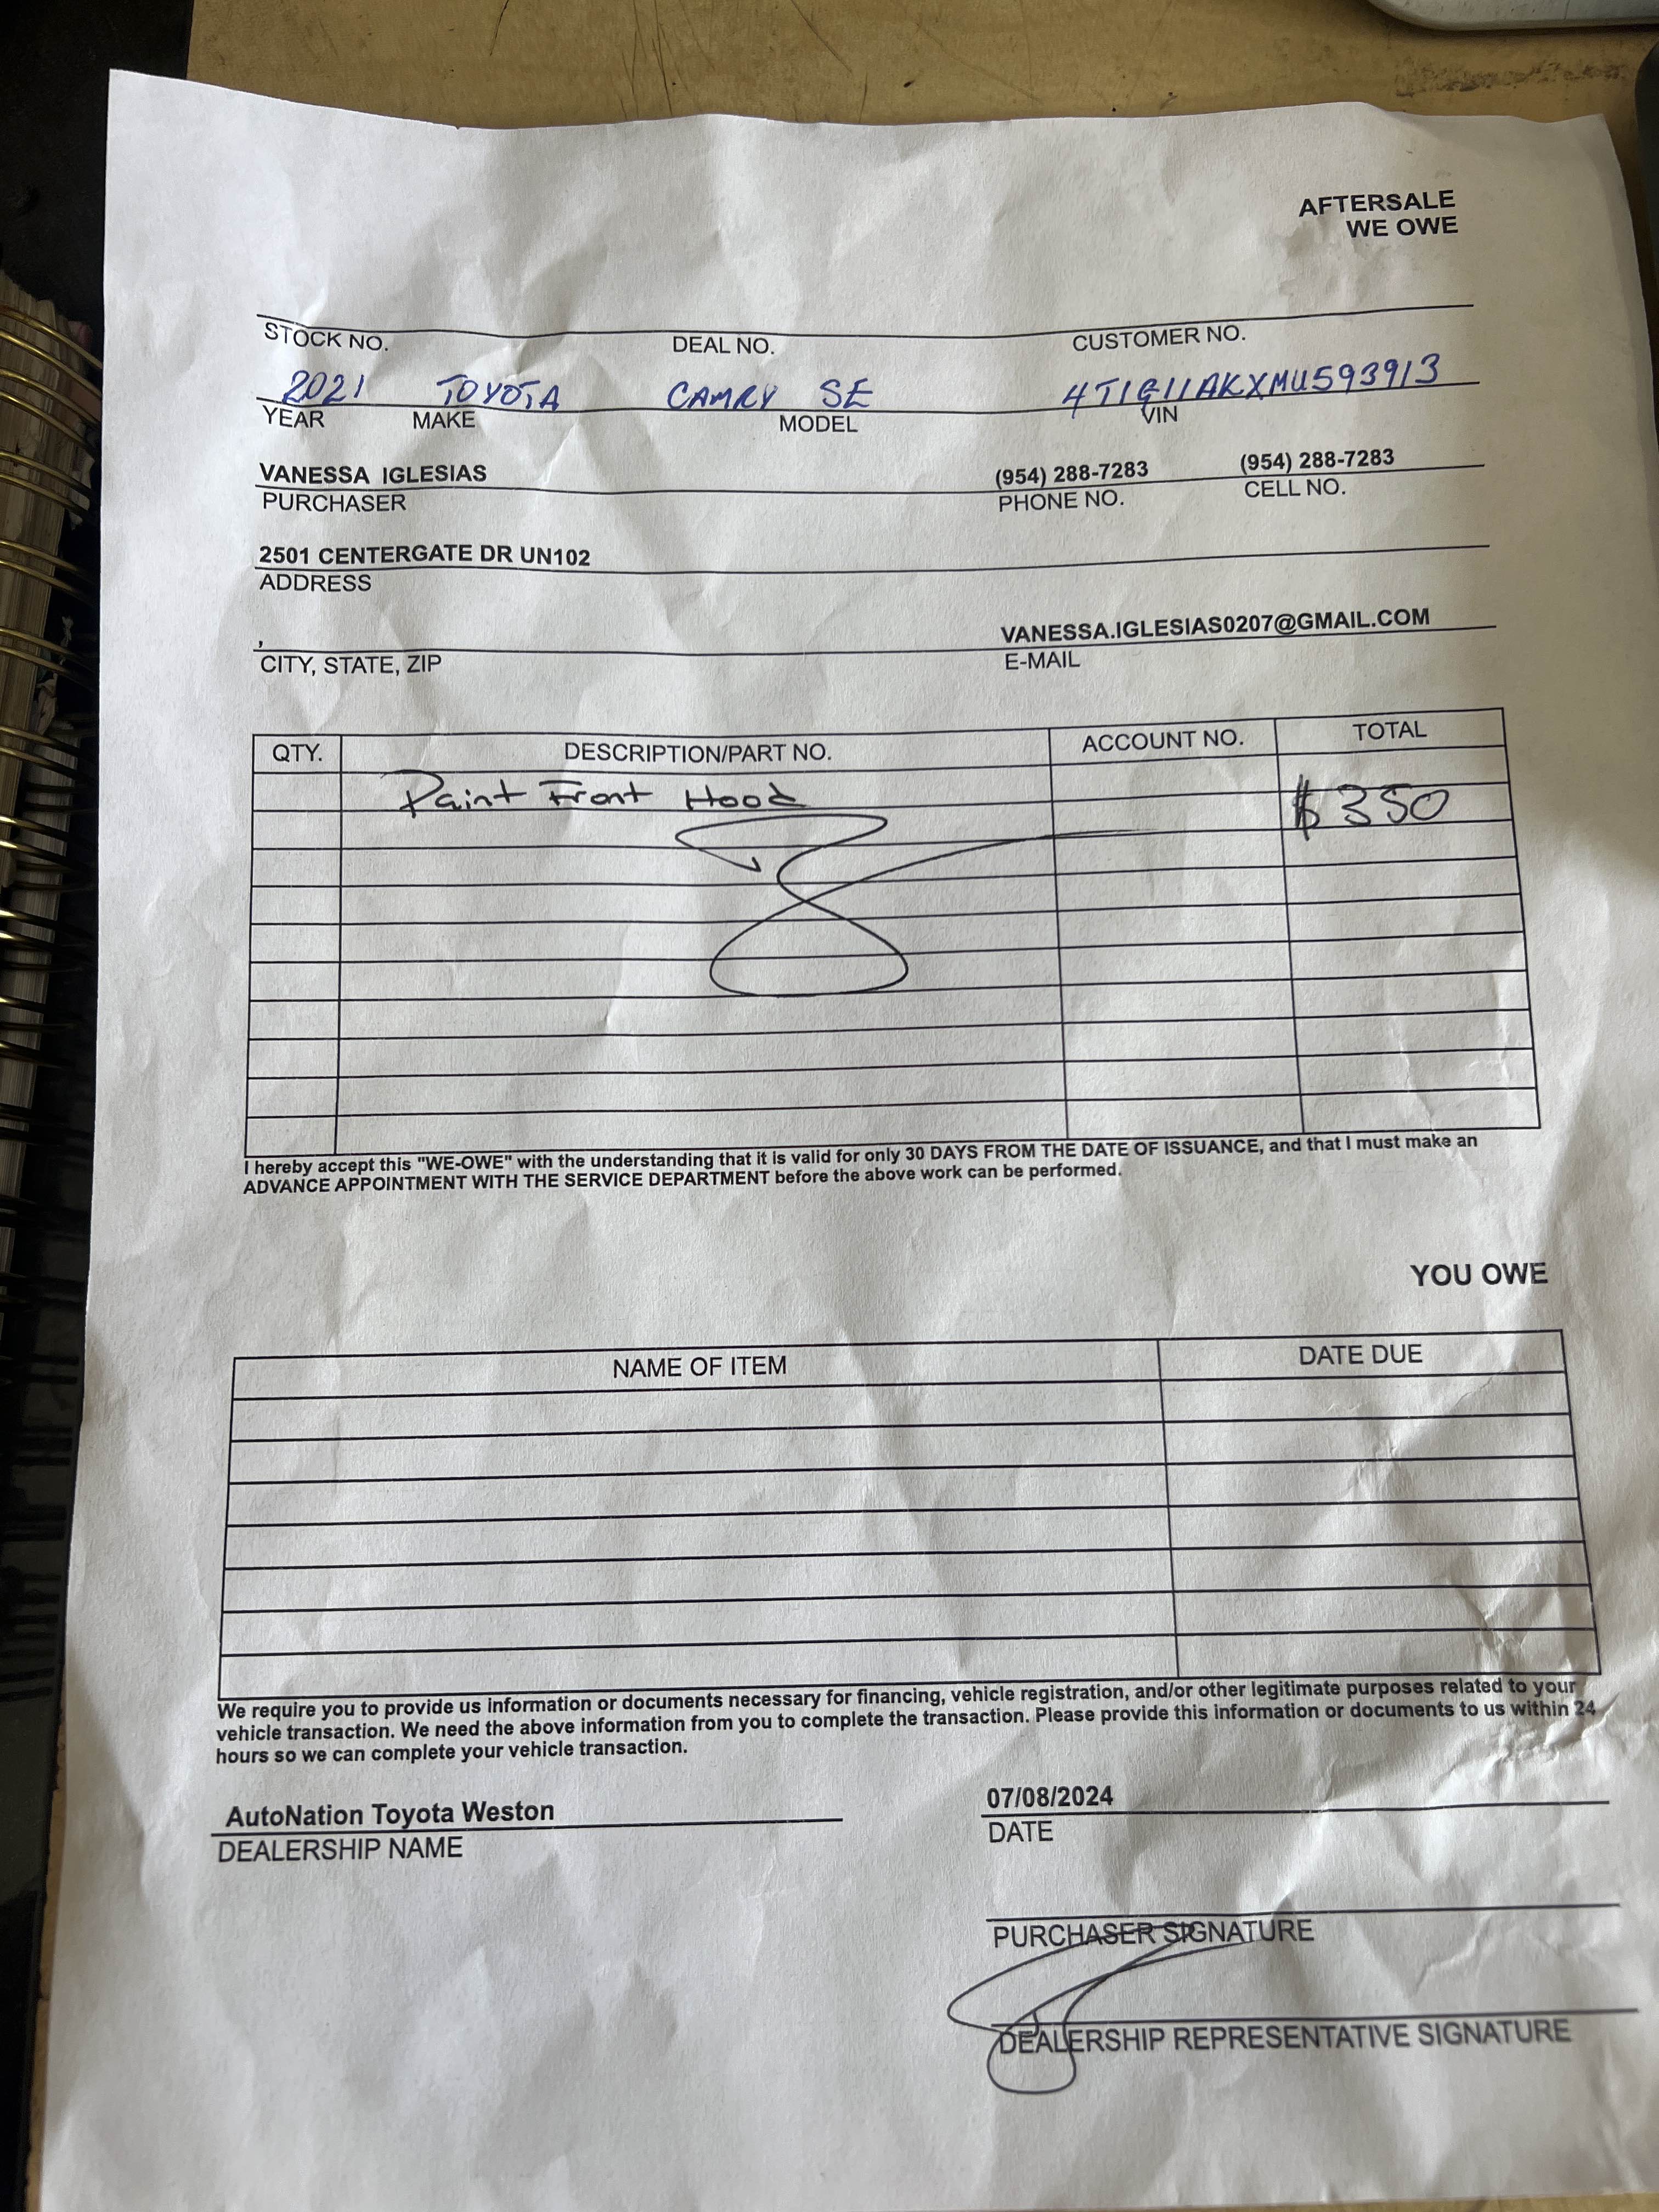 AFTERSALE
WE OWE
STOCK NO. DEAL NO. CUSTOMER NO.
2021 TOYOTA CAMRY SE 4T1G11AKXMU593913
YEAR MAKE MODEL VIN
VANESSA IGLESIAS (954) 288-7283 (954) 288-7283
PURCHASER PHONE NO. CELL NO.
2501 CENTERGATE DR UN102
ADDRESS
, VANESSA.IGLESIAS0207@GMAIL.COM
CITY, STATE, ZIP E-MAIL
QTY. DESCRIPTION/PART NO. ACCOUNT NO. TOTAL
Paint Front Hood $350
I hereby accept this "WE-OWE" with the understanding that it is valid for only 30 DAYS FROM THE DATE OF ISSUANCE, and that I must make an
ADVANCE APPOINTMENT WITH THE SERVICE DEPARTMENT before the above work can be performed.
YOU OWE
NAME OF ITEM DATE DUE
We require you to provide us information or documents necessary for financing, vehicle registration, and/or other legitimate purposes related to your
vehicle transaction. We need the above information from you to complete the transaction. Please provide this information or documents to us within 24
hours so we can complete your vehicle transaction.
AutoNation Toyota Weston 07/08/2024
DEALERSHIP NAME DATE
PURCHASER SIGNATURE
DEALERSHIP REPRESENTATIVE SIGNATURE